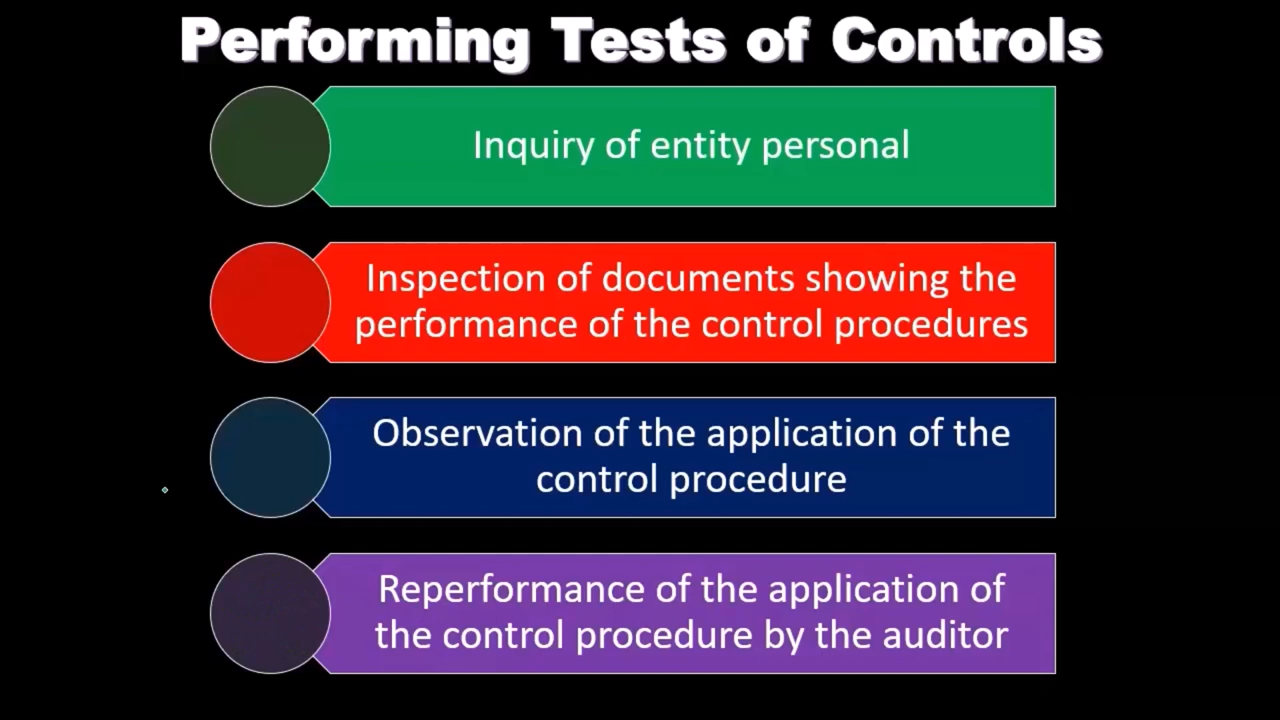 Performing Tests of Controls
Inquiry of entity personal
Inspection of documents showing the
performance of the control procedures
Observation of the application of the
control procedure
Reperformance of the application of
the control procedure by the auditor